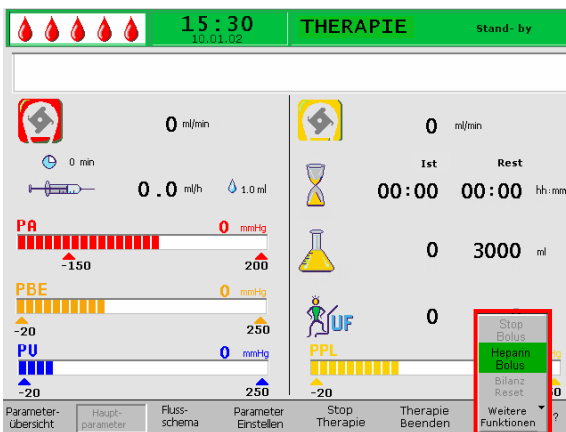 15:30
10.01.02
THERAPIE
Stand-by
0 ml/min
0 ml/min
0 min
Ist Rest
0.0 ml/h 1.0 ml
00:00 00:00 hh:mm
PA 0 mmHg
-150 200
0 3000 ml
PBE 0 mmHg
-20 250
UF 0
PV 0 mmHg
-20 250
PPL
-20
Stop
Bolus
Heparin
Bolus
Bilanz
Reset
Weitere
Funktionen
Parameter-
übersicht
Haupt-
parameter
Fluss-
schema
Parameter
Einstellen
Stop
Therapie
Therapie
Beenden
?